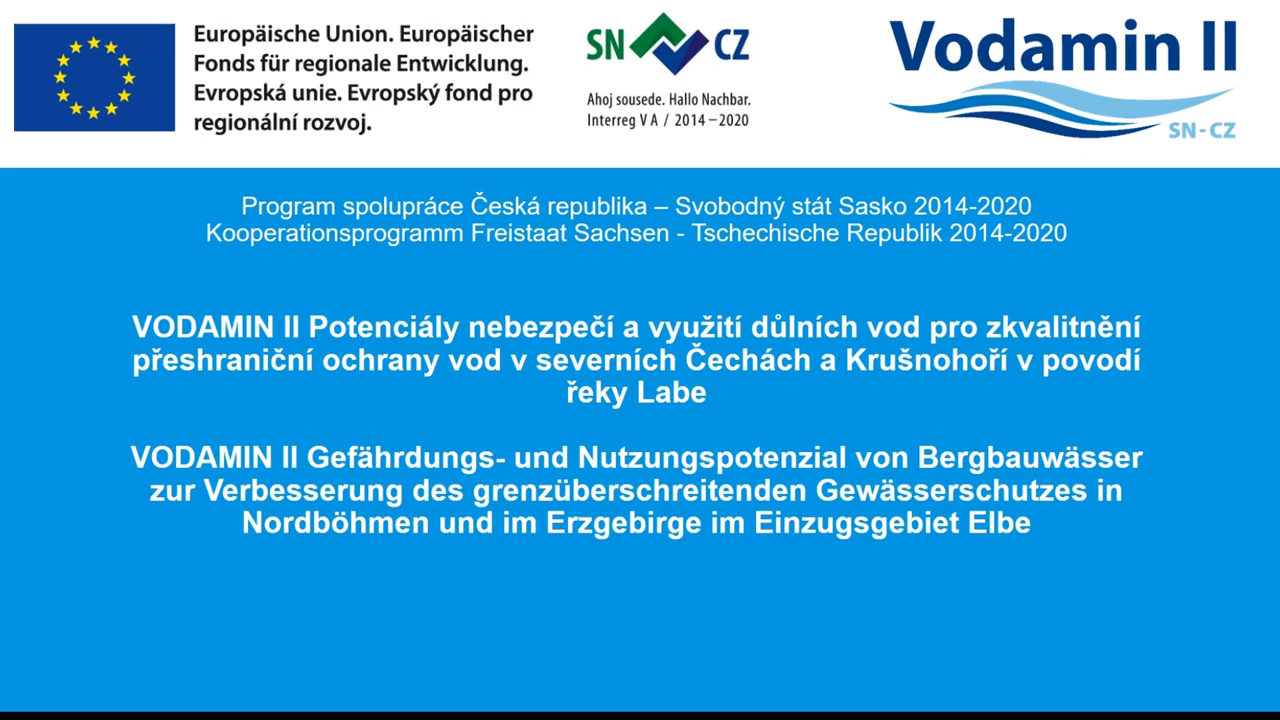 Europäische Union. Europäischer
Fonds für regionale Entwicklung.
Evropská unie. Evropský fond pro
regionální rozvoj.
SN CZ
Ahoj sousede. Hallo Nachbar.
Interreg V A / 2014–2020
Vodamin II
SN-CZ
Program spolupráce Česká republika – Svobodný stát Sasko 2014-2020
Kooperationsprogramm Freistaat Sachsen - Tschechische Republik 2014-2020
VODAMIN II Potenciály nebezpečí a využití důlních vod pro zkvalitnění
přeshraniční ochrany vod v severních Čechách a Krušnohoří v povodí
řeky Labe
VODAMIN II Gefährdungs- und Nutzungspotenzial von Bergbauwässer
zur Verbesserung des grenzüberschreitenden Gewässerschutzes in
Nordböhmen und im Erzgebirge im Einzugsgebiet Elbe